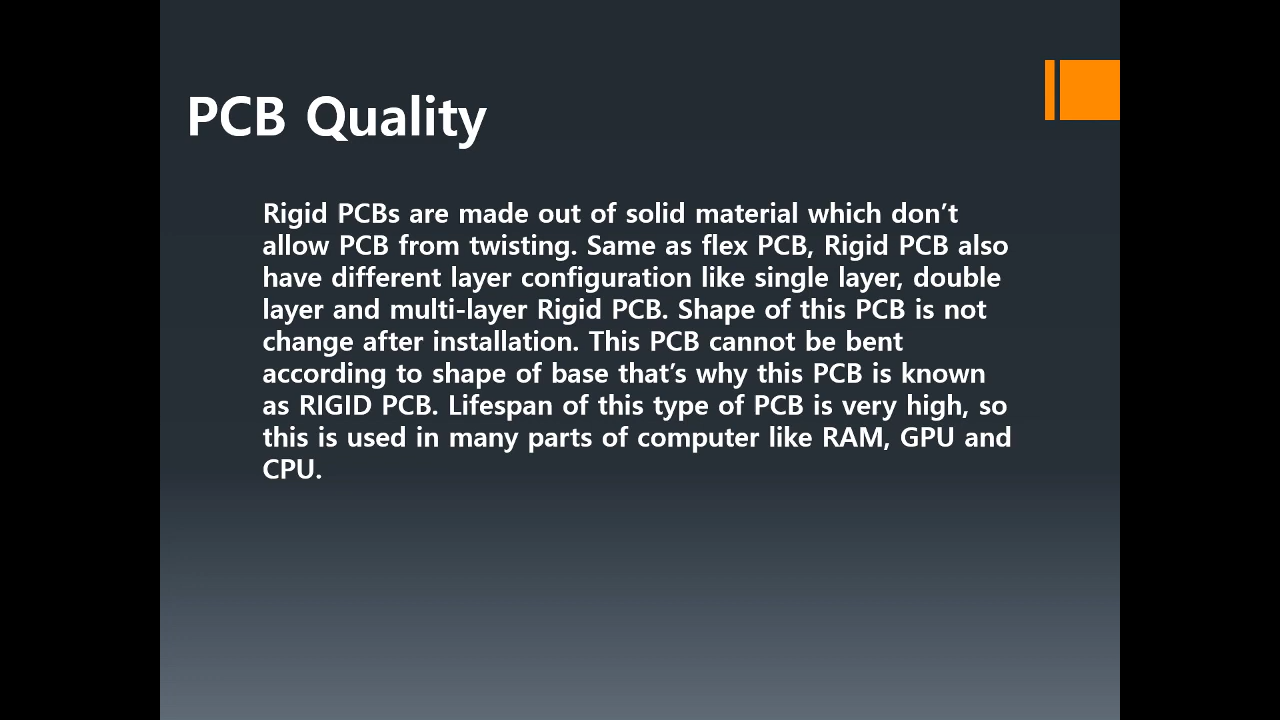 PCB Quality
Rigid PCBs are made out of solid material which don’t
allow PCB from twisting. Same as flex PCB, Rigid PCB also
have different layer configuration like single layer, double
layer and multi-layer Rigid PCB. Shape of this PCB is not
change after installation. This PCB cannot be bent
according to shape of base that’s why this PCB is known
as RIGID PCB. Lifespan of this type of PCB is very high, so
this is used in many parts of computer like RAM, GPU and
CPU.